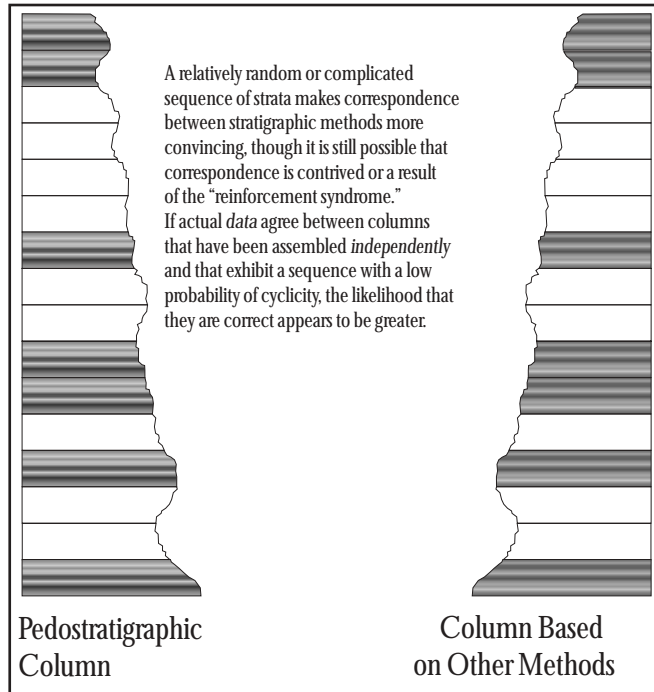 A relatively random or complicated
sequence of strata makes correspondence
between stratigraphic methods more
convincing, though it is still possible that
correspondence is contrived or a result
of the “reinforcement syndrome.”
If actual data agree between columns
that have been assembled independently
and that exhibit a sequence with a low
probability of cyclicity, the likelihood that
they are correct appears to be greater.
Pedostratigraphic
Column
Column Based
on Other Methods